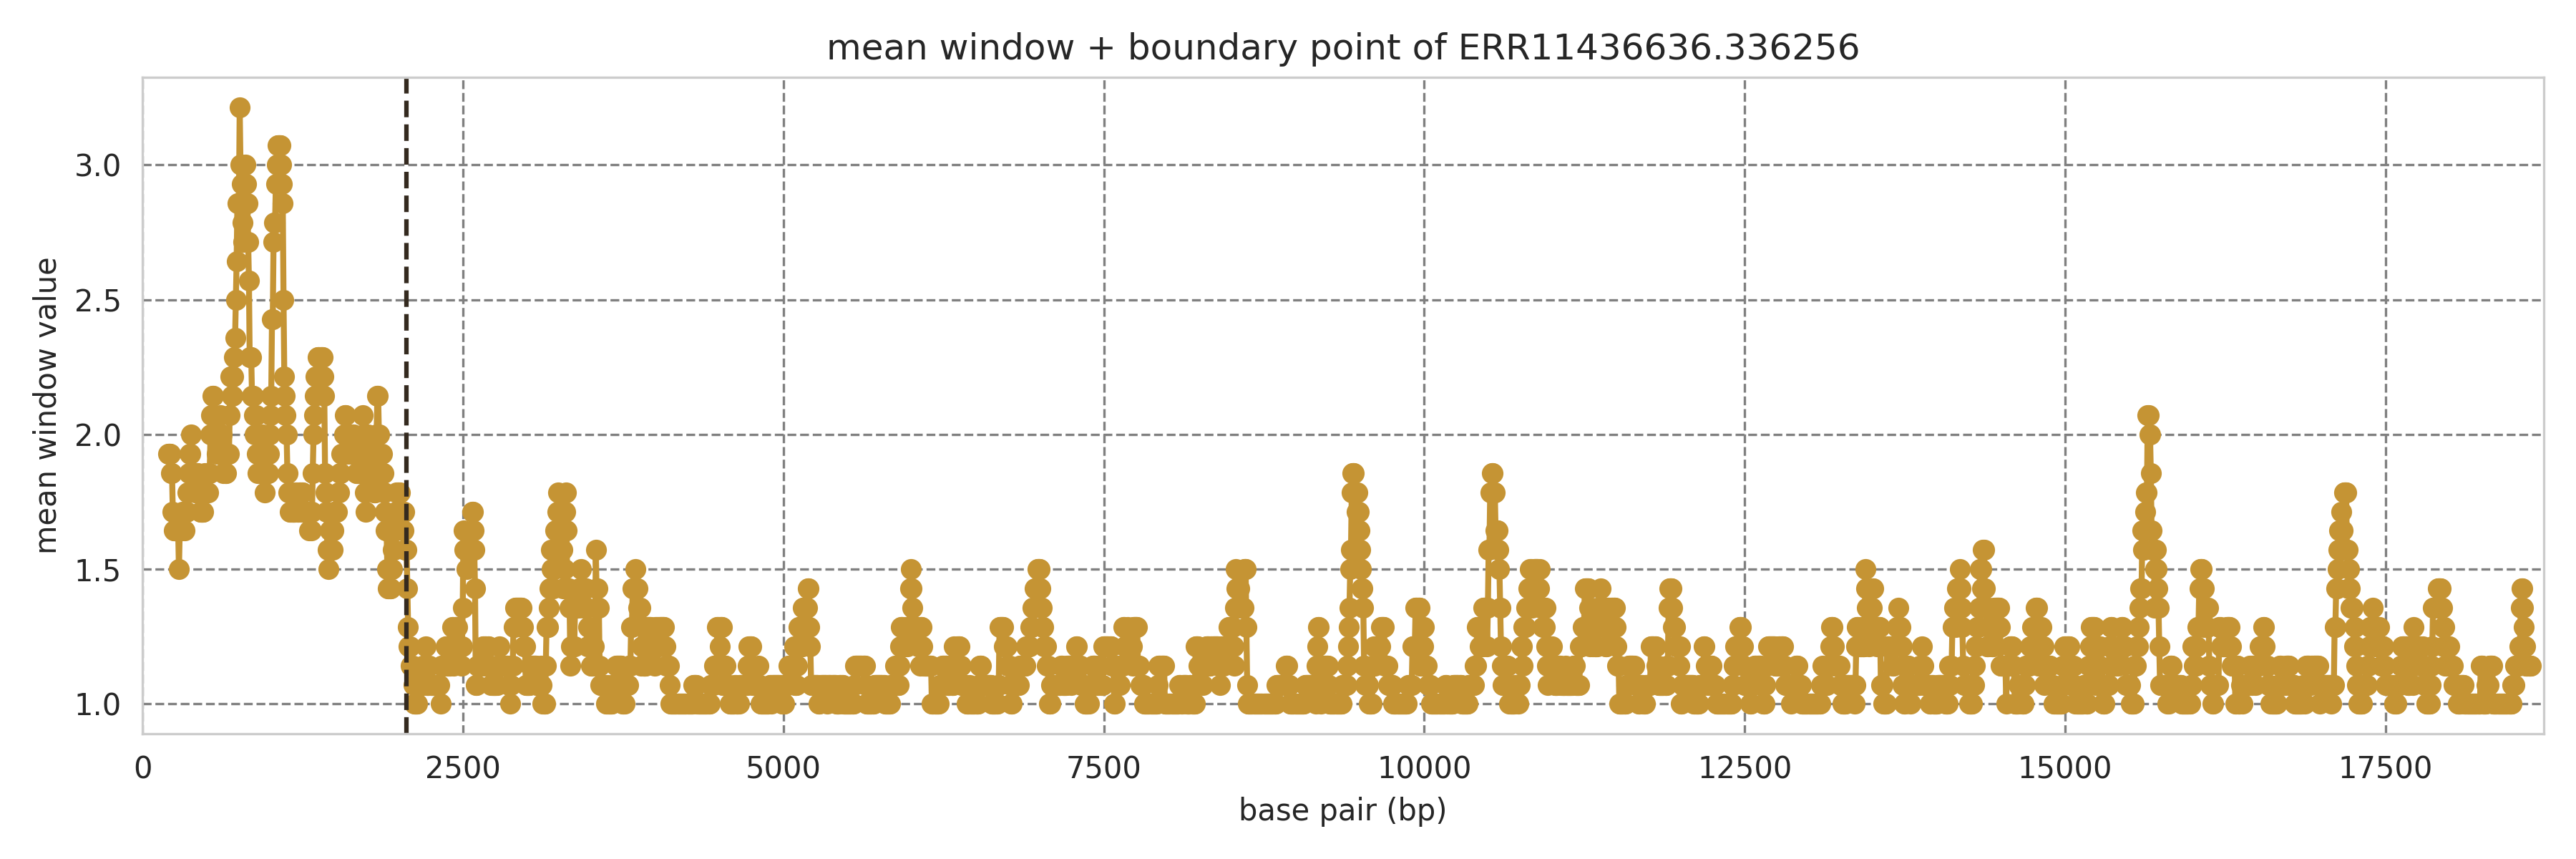 mean window + boundary point of ERR11436636.336256
mean window value
3.0
2.5
2.0
1.5
1.0
0 2500 5000 7500 10000 12500 15000 17500
base pair (bp)